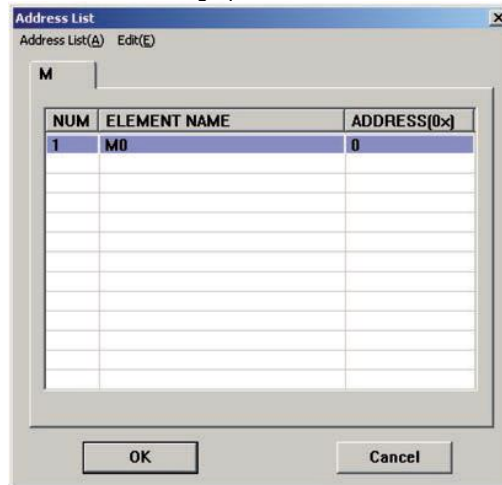 Address List
Address List(A) Edit(E)
M
NUM ELEMENT NAME ADDRESS(0x)
1 M0 0
OK Cancel